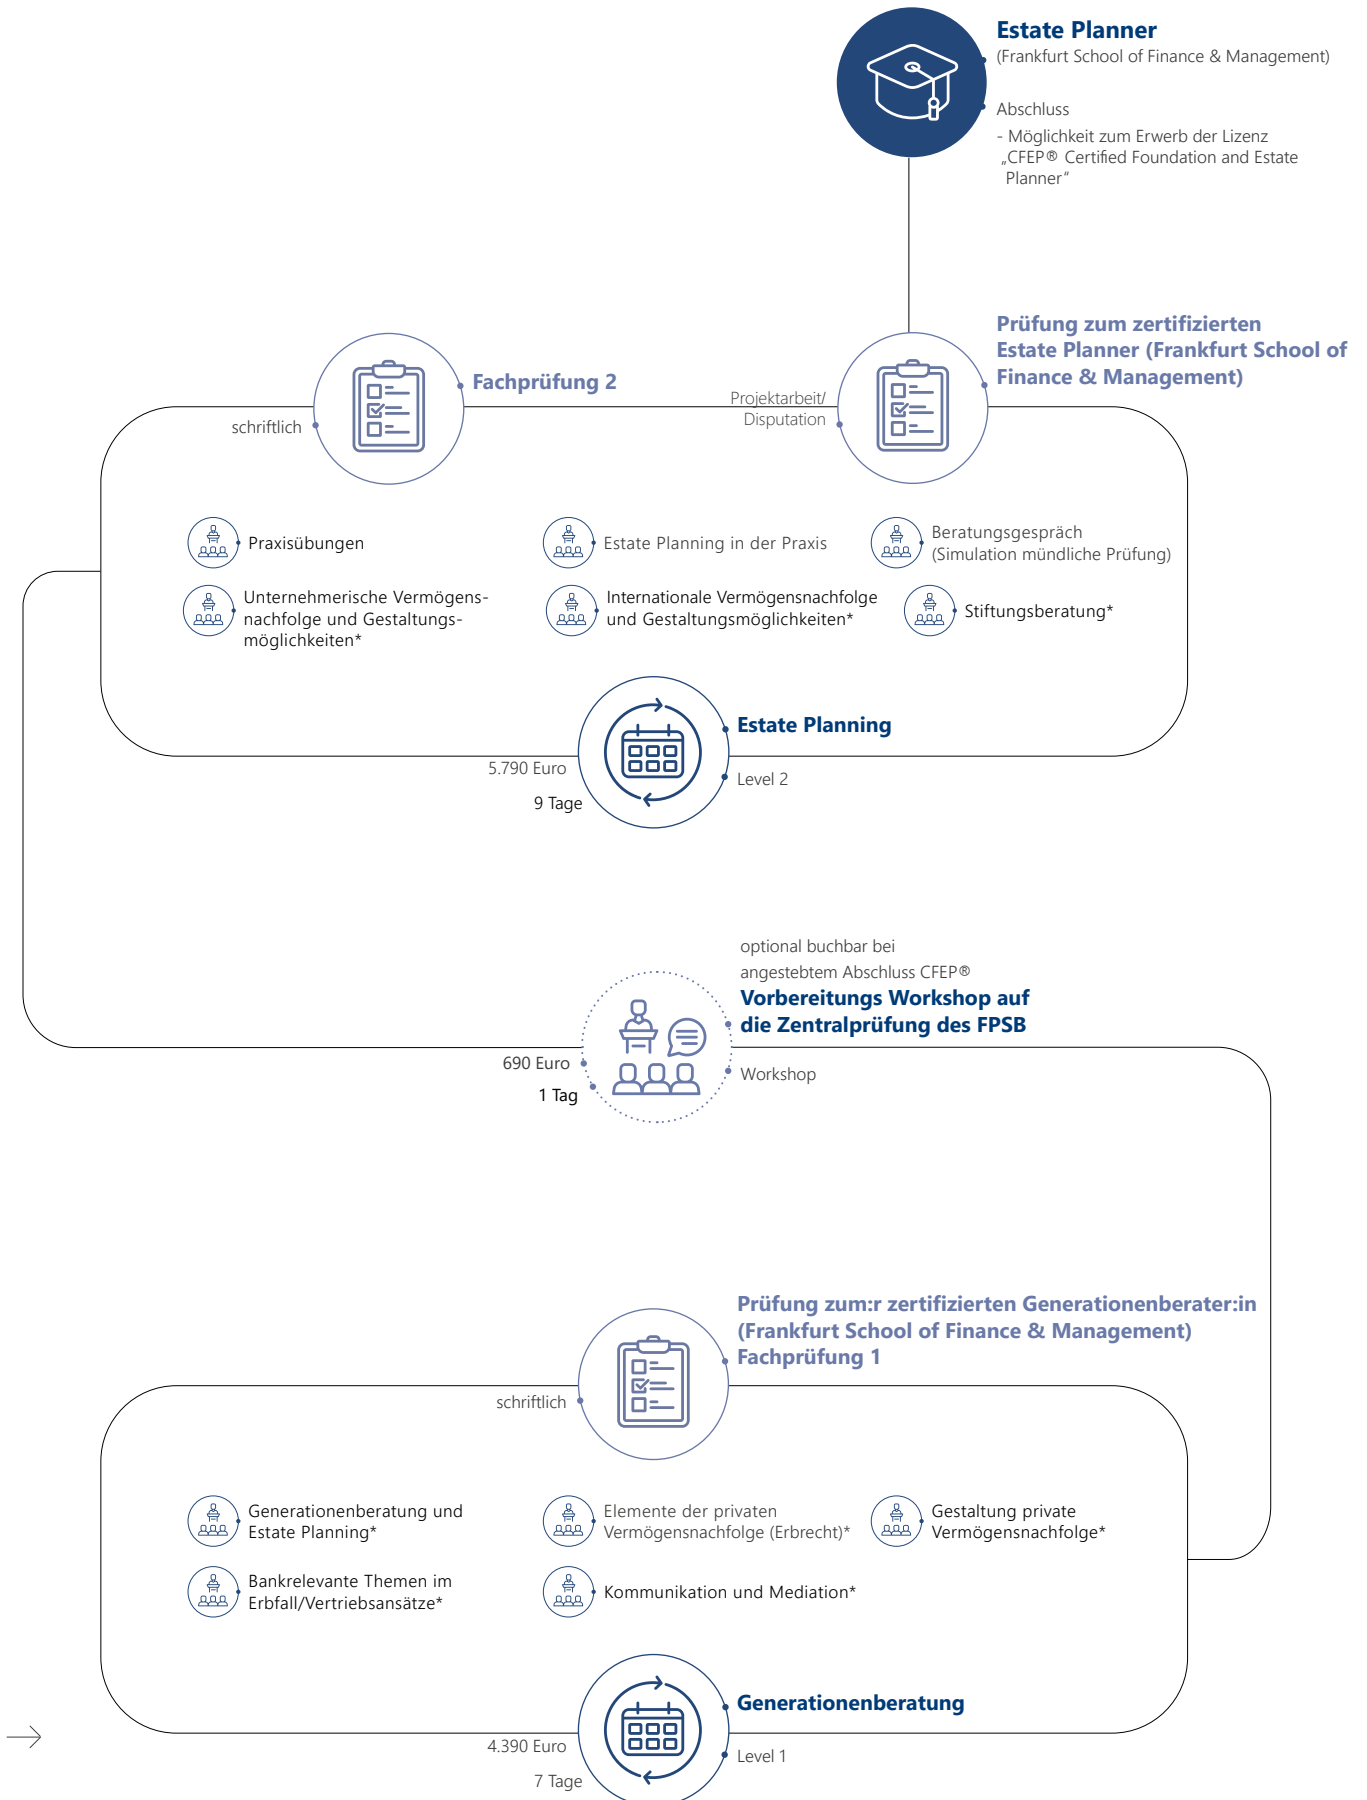 Estate Planner
(Frankfurt School of Finance & Management)
Abschluss
- Möglichkeit zum Erwerb der Lizenz
„CFEP® Certified Foundation and Estate
Planner“
Prüfung zum zertifizierten
Estate Planner (Frankfurt School of
Finance & Management)
Fachprüfung 2
Projektarbeit/
Disputation
schriftlich
Praxisübungen
Estate Planning in der Praxis
Beratungsgespräch
(Simulation mündliche Prüfung)
Unternehmerische Vermögens-
nachfolge und Gestaltungs-
möglichkeiten*
Internationale Vermögensnachfolge
und Gestaltungsmöglichkeiten*
Stiftungsberatung*
Estate Planning
5.790 Euro
Level 2
9 Tage
optional buchbar bei
angestebtem Abschluss CFEP®
Vorbereitungs Workshop auf
die Zentralprüfung des FPSB
690 Euro
Workshop
1 Tag
Prüfung zum:r zertifizierten Generationenberater:in
(Frankfurt School of Finance & Management)
Fachprüfung 1
schriftlich
Generationenberatung und
Estate Planning*
Elemente der privaten
Vermögensnachfolge (Erbrecht)*
Gestaltung private
Vermögensnachfolge*
Bankrelevante Themen im
Erbfall/Vertriebsansätze*
Kommunikation und Mediation*
Generationenberatung
4.390 Euro
Level 1
7 Tage